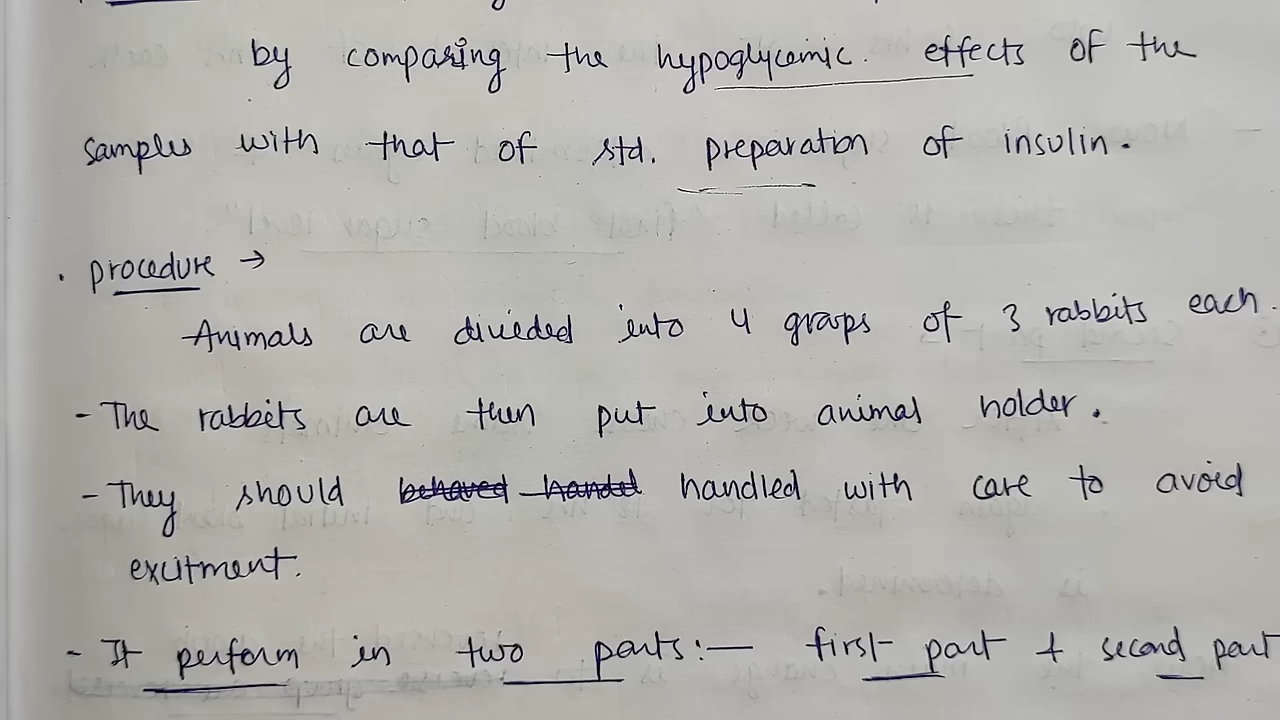 by comparing the hypoglycemic. effects of the
samples with that of std. preparation of insulin.
. procedure →
Animals are divided into 4 graps of 3 rabbits each.
- The rabbits are then put into animal holder.
- They should behaved handel handled with care to avoid
excitment.
- It perform in two parts:— first part + second part